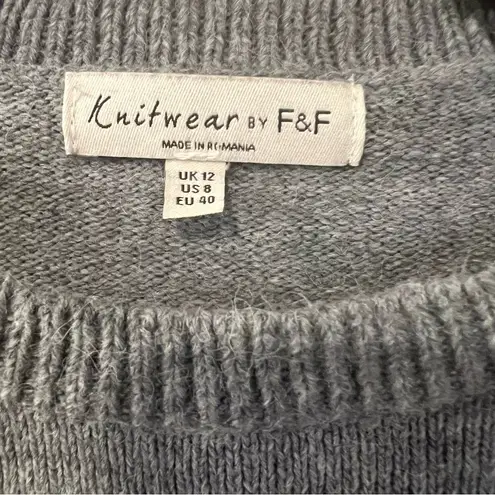 Knitwear BY F&F
MADE IN ROMANIA
UK 12
US 8
EU 40